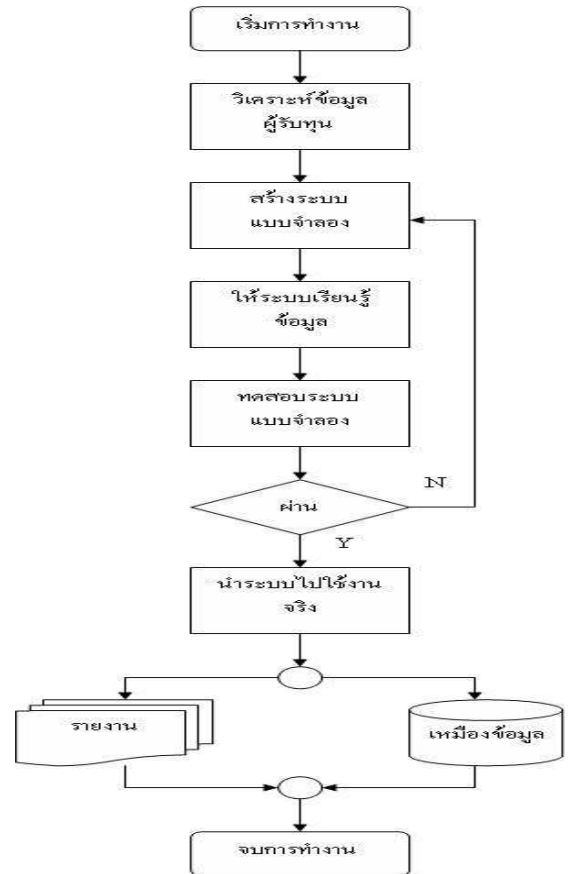 เริ่มการทำงาน
วิเคราะห์ข้อมูล
ผู้รับทุน
สร้างระบบ
แบบจำลอง
ให้ระบบเรียนรู้
ข้อมูล
ทดสอบระบบ
แบบจำลอง
N
ผ่าน
Y
นำระบบไปใช้งาน
จริง
รายงาน
เหมืองข้อมูล
จบการทำงาน